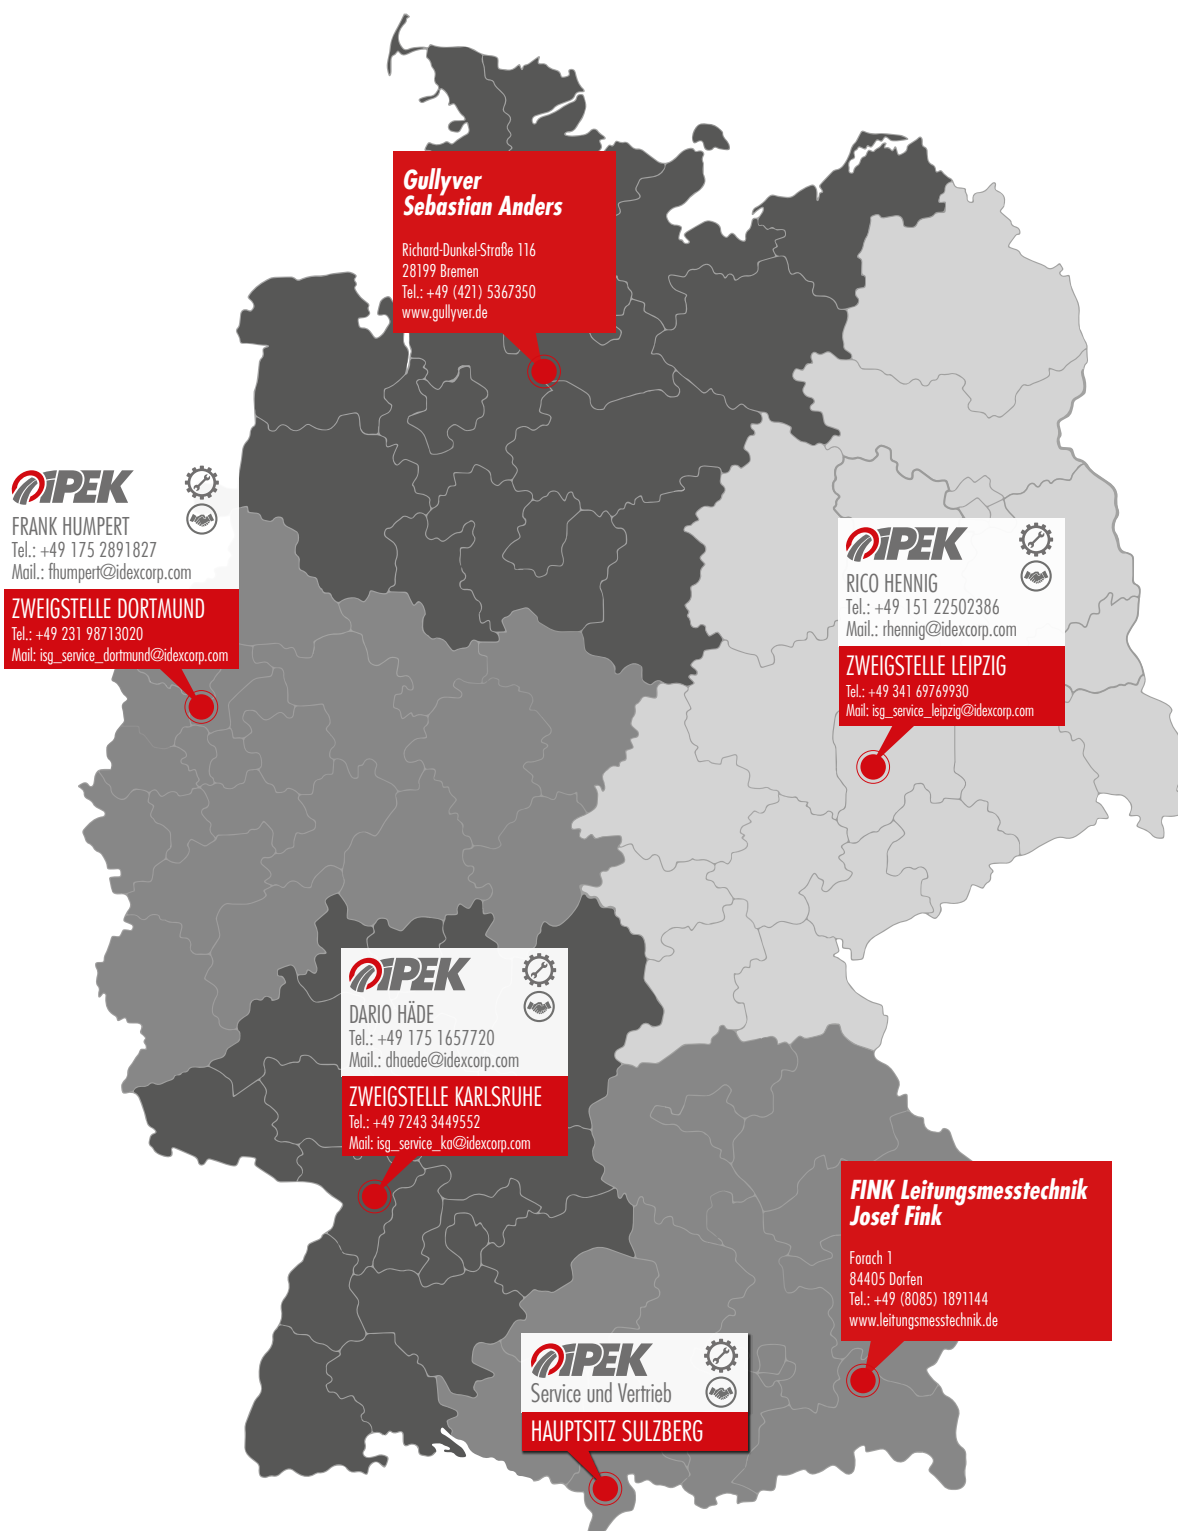 Gullyver
Sebastian Anders
Richard-Dunkel-Straße 116
28199 Bremen
Tel.: +49 (421) 5367350
www.gullyver.de
iPEK
FRANK HUMPERT
Tel.: +49 175 2891827
Mail.: fhumpert@idexcorp.com
ZWEIGSTELLE DORTMUND
Tel.: +49 231 98713020
Mail: isg_service_dortmund@idexcorp.com
iPEK
RICO HENNIG
Tel.: +49 151 22502386
Mail.: rhennig@idexcorp.com
ZWEIGSTELLE LEIPZIG
Tel.: +49 341 69769930
Mail: isg_service_leipzig@idexcorp.com
iPEK
DARIO HÄDE
Tel.: +49 175 1657720
Mail.: dhaede@idexcorp.com
ZWEIGSTELLE KARLSRUHE
Tel.: +49 7243 3449552
Mail: isg_service_ka@idexcorp.com
FINK Leitungsmesstechnik
Josef Fink
Forach 1
84405 Dorfen
Tel.: +49 (8085) 1891144
www.leitungsmesstechnik.de
iPEK
Service und Vertrieb
HAUPTSITZ SULZBERG